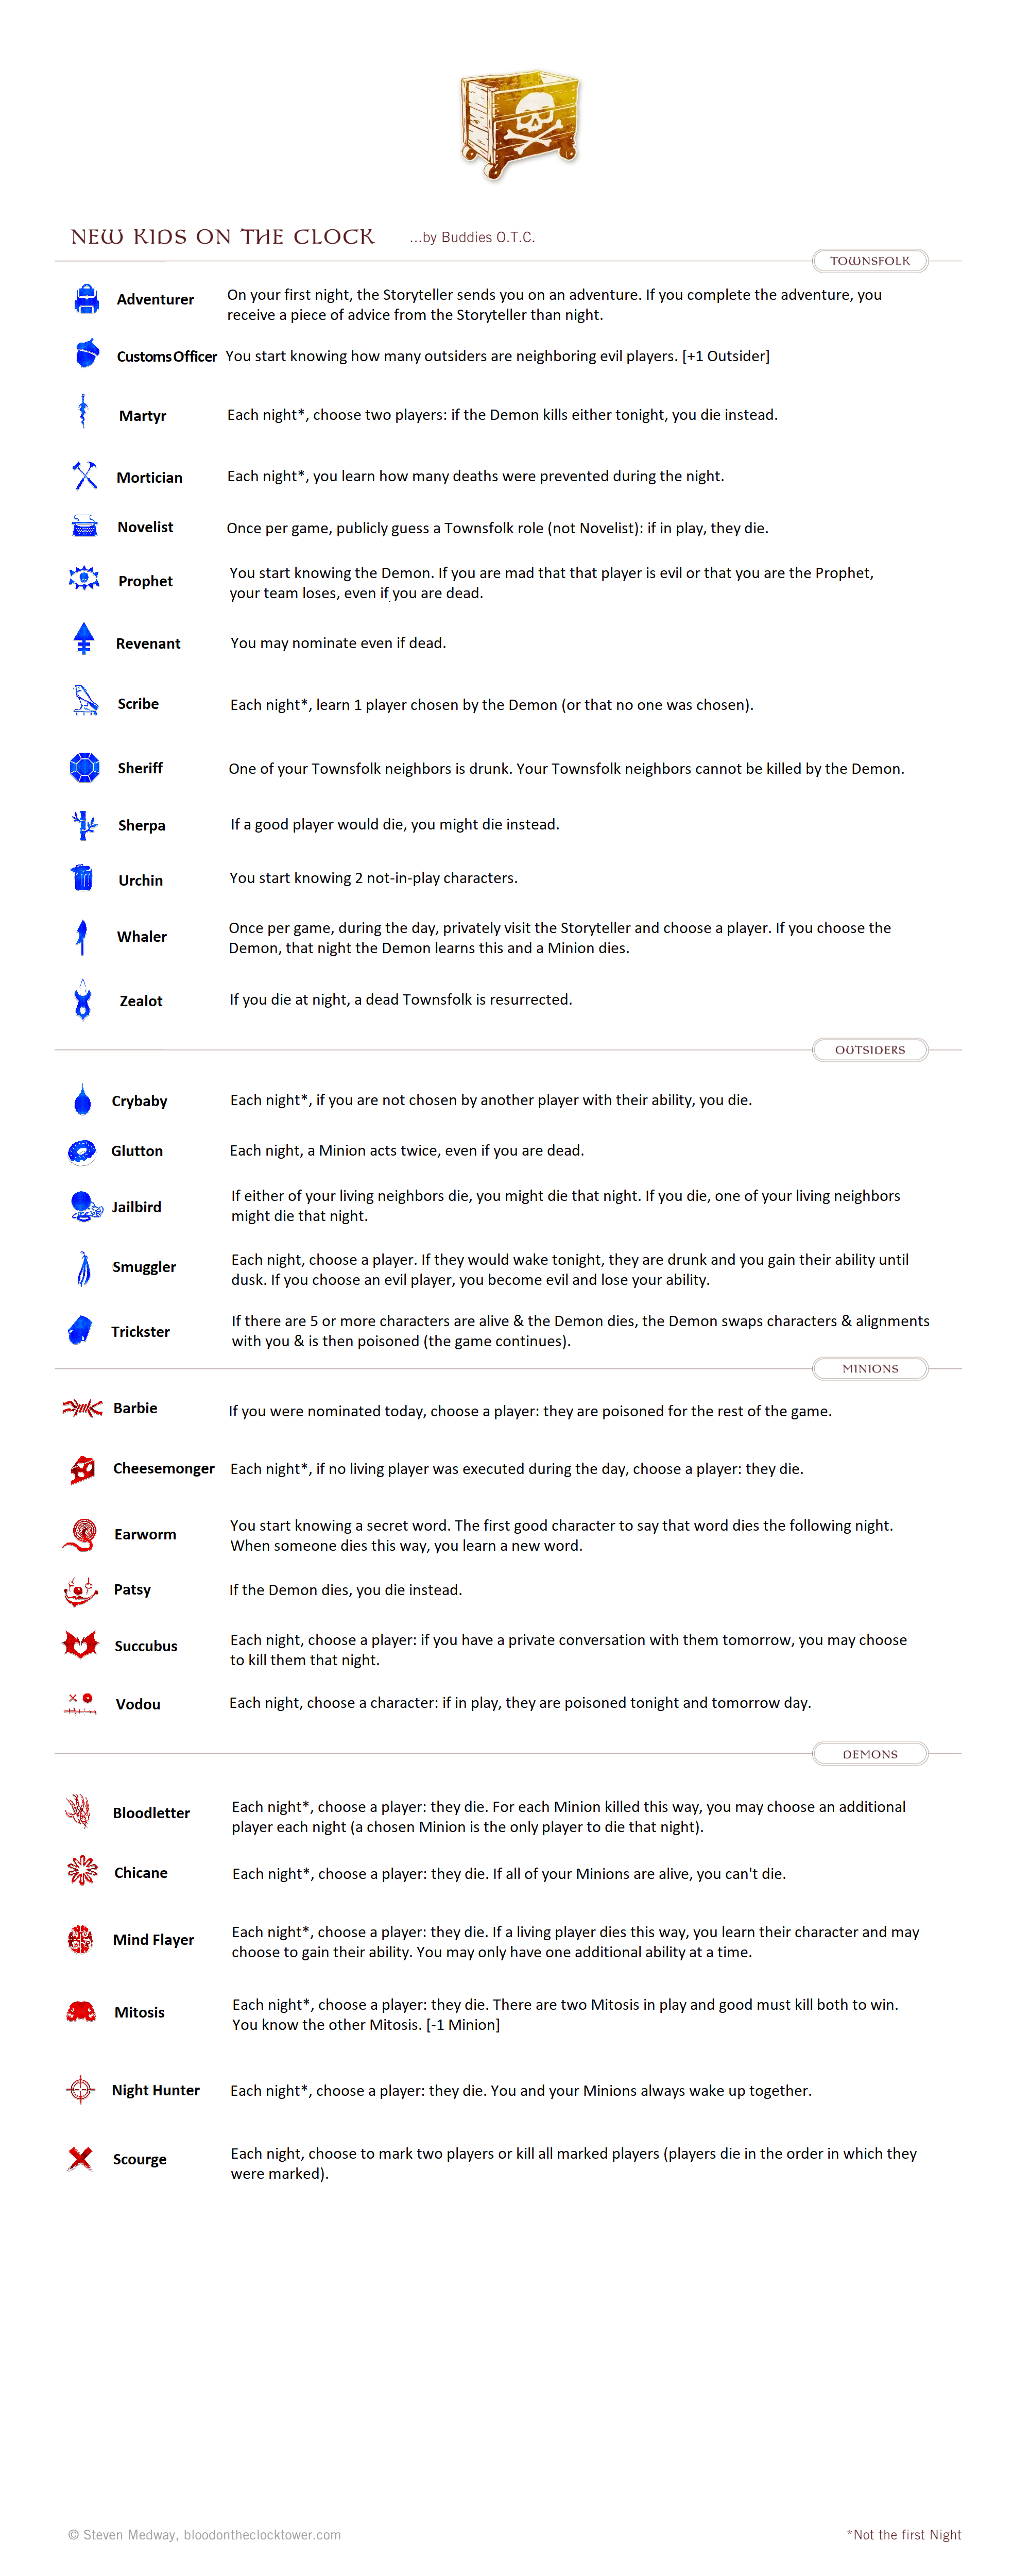 NEW KIDS ON THE CLOCK ...by Buddies O.T.C.
TOWNSFOLK
Adventurer On your first night, the Storyteller sends you on an adventure. If you complete the adventure, you
receive a piece of advice from the Storyteller than night.
Customs Officer You start knowing how many outsiders are neighboring evil players. [+1 Outsider]
Martyr Each night*, choose two players: if the Demon kills either tonight, you die instead.
Mortician Each night*, you learn how many deaths were prevented during the night.
Novelist Once per game, publicly guess a Townsfolk role (not Novelist): if in play, they die.
Prophet You start knowing the Demon. If you are mad that that player is evil or that you are the Prophet,
your team loses, even if you are dead.
Revenant You may nominate even if dead.
Scribe Each night*, learn 1 player chosen by the Demon (or that no one was chosen).
Sheriff One of your Townsfolk neighbors is drunk. Your Townsfolk neighbors cannot be killed by the Demon.
Sherpa If a good player would die, you might die instead.
Urchin You start knowing 2 not-in-play characters.
Whaler Once per game, during the day, privately visit the Storyteller and choose a player. If you choose the
Demon, that night the Demon learns this and a Minion dies.
Zealot If you die at night, a dead Townsfolk is resurrected.
OUTSIDERS
Crybaby Each night*, if you are not chosen by another player with their ability, you die.
Glutton Each night, a Minion acts twice, even if you are dead.
Jailbird If either of your living neighbors die, you might die that night. If you die, one of your living neighbors
might die that night.
Smuggler Each night, choose a player. If they would wake tonight, they are drunk and you gain their ability until
dusk. If you choose an evil player, you become evil and lose your ability.
Trickster If there are 5 or more characters are alive & the Demon dies, the Demon swaps characters & alignments
with you & is then poisoned (the game continues).
MINIONS
Barbie If you were nominated today, choose a player: they are poisoned for the rest of the game.
Cheesemonger Each night*, if no living player was executed during the day, choose a player: they die.
Earworm You start knowing a secret word. The first good character to say that word dies the following night.
When someone dies this way, you learn a new word.
Patsy If the Demon dies, you die instead.
Succubus Each night, choose a player: if you have a private conversation with them tomorrow, you may choose
to kill them that night.
Vodou Each night, choose a character: if in play, they are poisoned tonight and tomorrow day.
DEMONS
Bloodletter Each night*, choose a player: they die. For each Minion killed this way, you may choose an additional
player each night (a chosen Minion is the only player to die that night).
Chicane Each night*, choose a player: they die. If all of your Minions are alive, you can't die.
Mind Flayer Each night*, choose a player: they die. If a living player dies this way, you learn their character and may
choose to gain their ability. You may only have one additional ability at a time.
Mitosis Each night*, choose a player: they die. There are two Mitosis in play and good must kill both to win.
You know the other Mitosis. [-1 Minion]
Night Hunter Each night*, choose a player: they die. You and your Minions always wake up together.
Scourge Each night, choose to mark two players or kill all marked players (players die in the order in which they
were marked).
© Steven Medway, bloodontheclocktower.com *Not the first Night